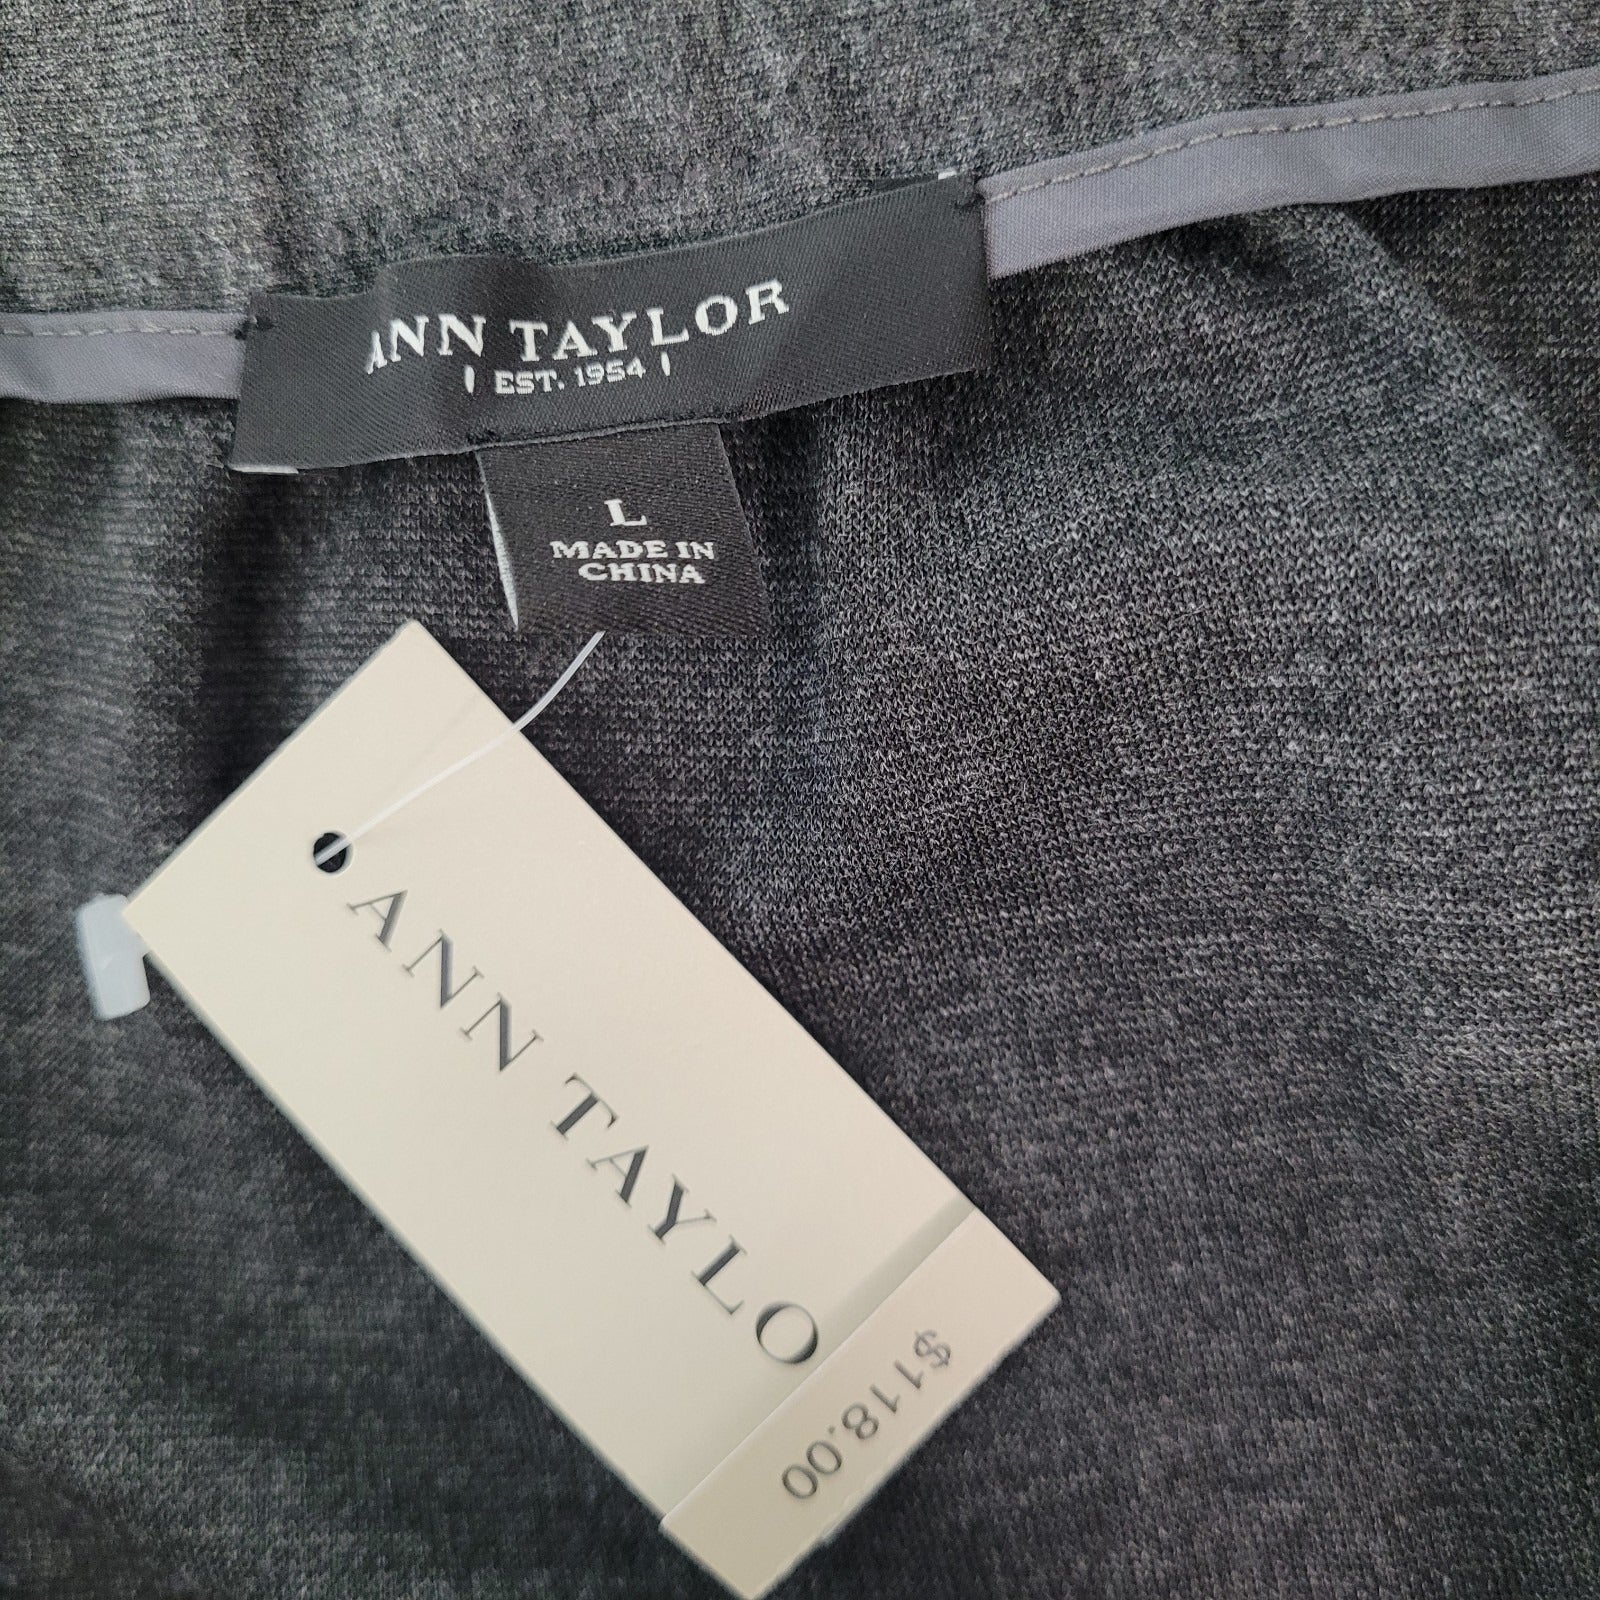 ANN TAYLOR
EST. 1954
L
MADE IN
CHINA
ANN TAYLO
$118.00